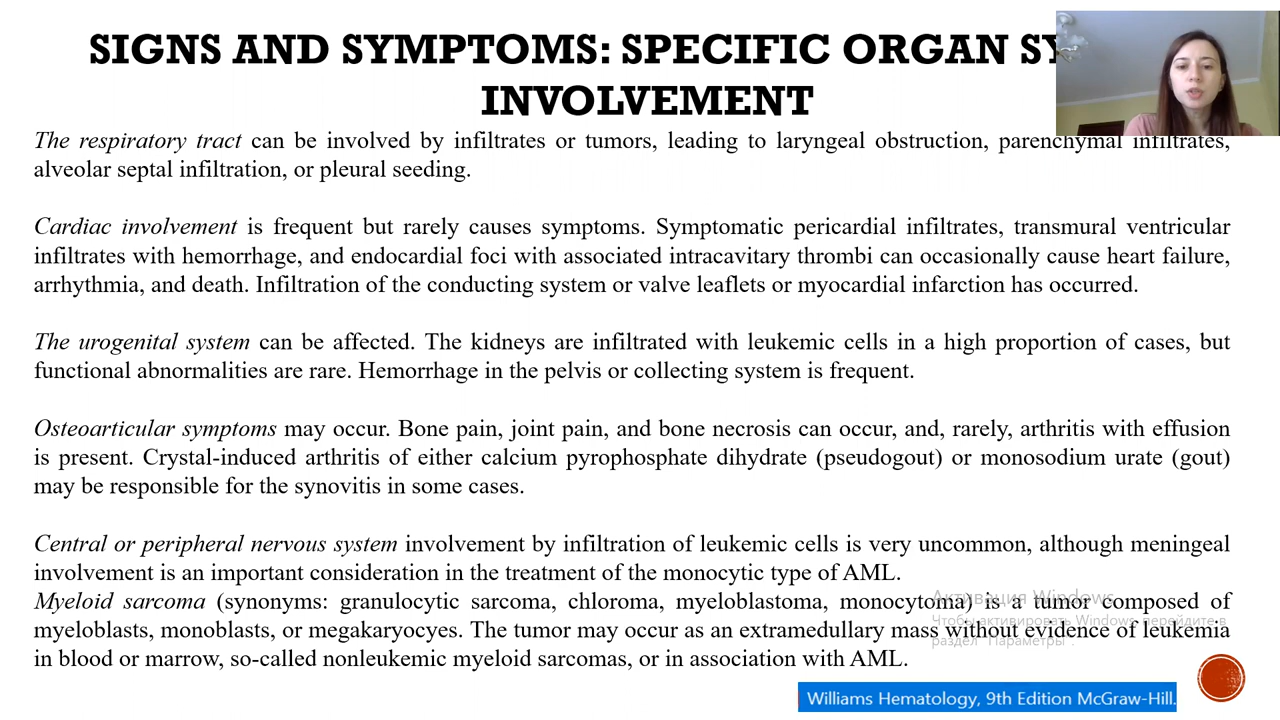 SIGNS AND SYMPTOMS: SPECIFIC ORGAN SY
INVOLVEMENT
The respiratory tract can be involved by infiltrates or tumors, leading to laryngeal obstruction, parenchymal infiltrates,
alveolar septal infiltration, or pleural seeding.
Cardiac involvement is frequent but rarely causes symptoms. Symptomatic pericardial infiltrates, transmural ventricular
infiltrates with hemorrhage, and endocardial foci with associated intracavitary thrombi can occasionally cause heart failure,
arrhythmia, and death. Infiltration of the conducting system or valve leaflets or myocardial infarction has occurred.
The urogenital system can be affected. The kidneys are infiltrated with leukemic cells in a high proportion of cases, but
functional abnormalities are rare. Hemorrhage in the pelvis or collecting system is frequent.
Osteoarticular symptoms may occur. Bone pain, joint pain, and bone necrosis can occur, and, rarely, arthritis with effusion
is present. Crystal-induced arthritis of either calcium pyrophosphate dihydrate (pseudogout) or monosodium urate (gout)
may be responsible for the synovitis in some cases.
Central or peripheral nervous system involvement by infiltration of leukemic cells is very uncommon, although meningeal
involvement is an important consideration in the treatment of the monocytic type of AML.
Myeloid sarcoma (synonyms: granulocytic sarcoma, chloroma, myeloblastoma, monocytoma) is a tumor composed of
myeloblasts, monoblasts, or megakaryocyes. The tumor may occur as an extramedullary mass without evidence of leukemia
in blood or marrow, so-called nonleukemic myeloid sarcomas, or in association with AML.
Активация Windows
Чтобы активировать Windows, перейдите в
раздел "Параметры".
Williams Hematology, 9th Edition McGraw-Hill.